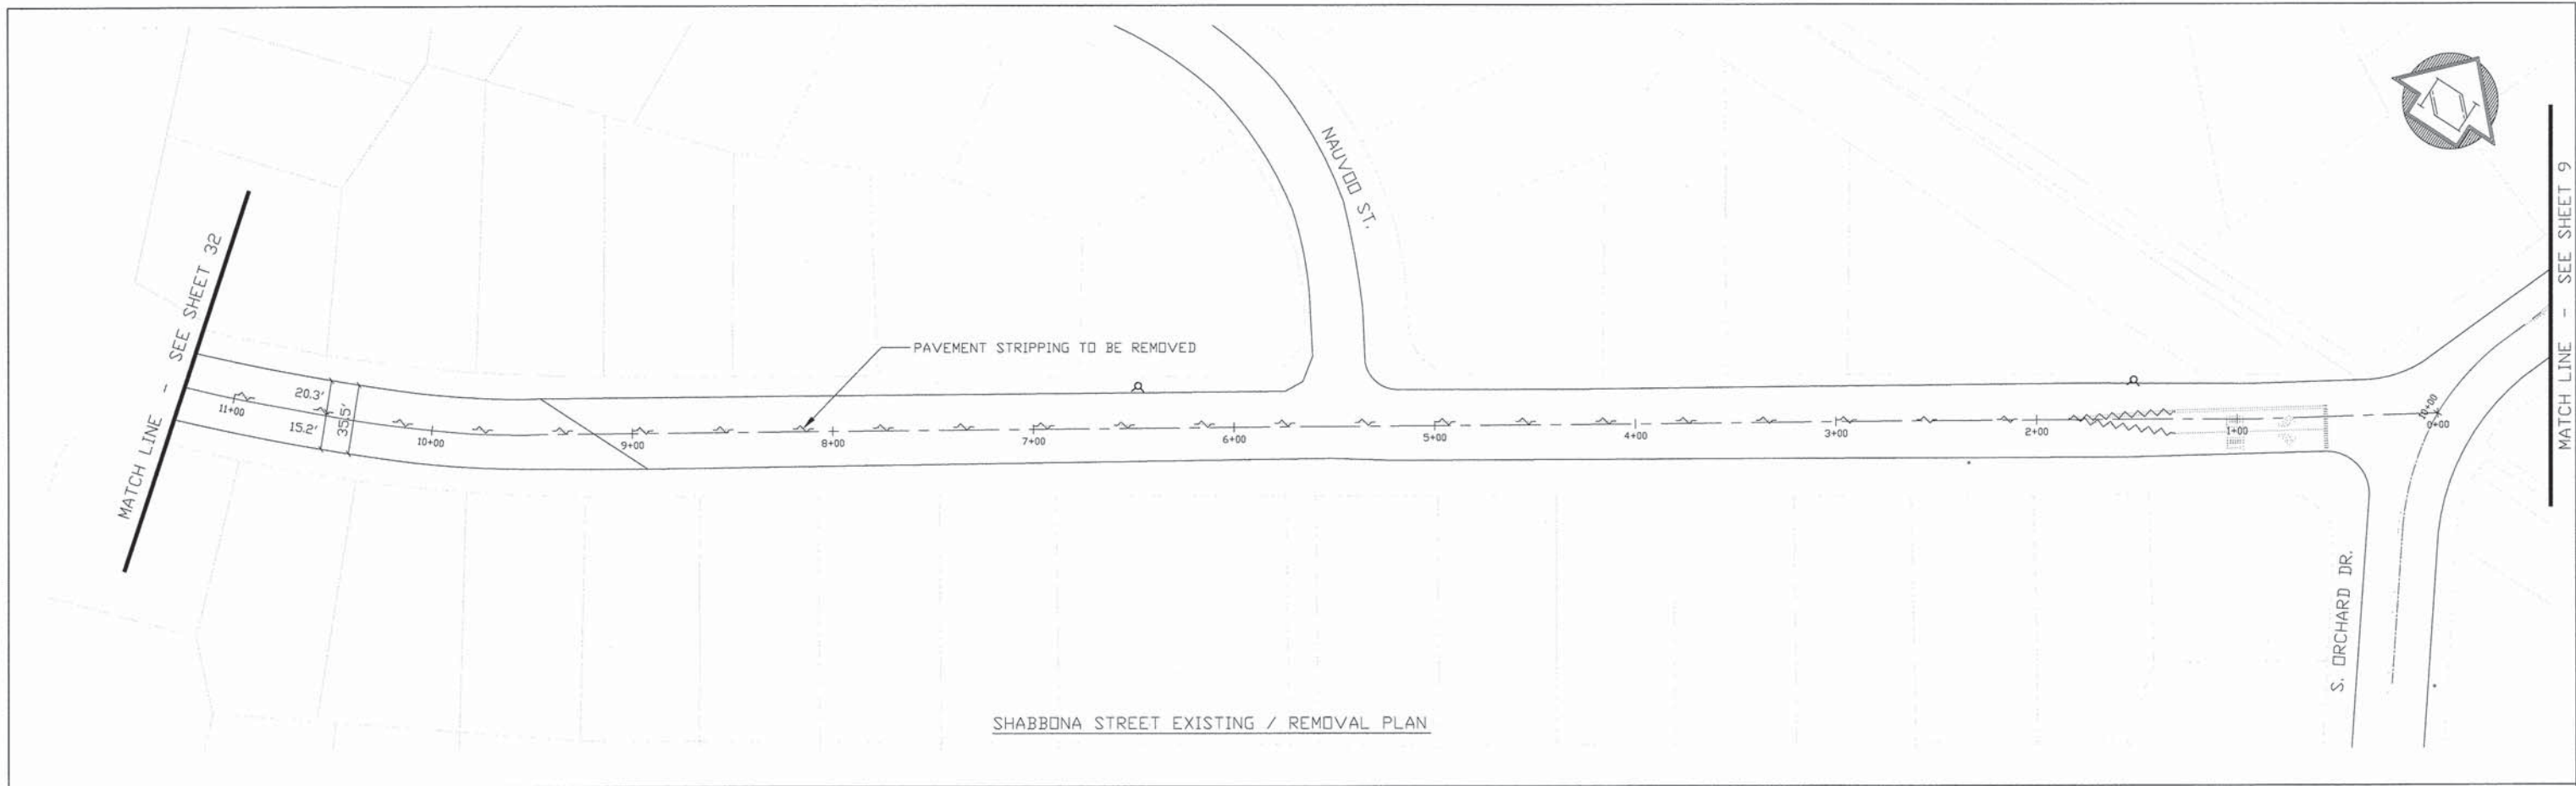 NAUVOO ST.
MATCH LINE - SEE SHEET 9
MATCH LINE - SEE SHEET 32
PAVEMENT STRIPPING TO BE REMOVED
20.3'
15.2'
35.5'
11+00
10+00
9+00
8+00
7+00
6+00
5+00
4+00
3+00
2+00
1+00
0+00
10+00
S. ORCHARD DR.
SHABBONA STREET EXISTING / REMOVAL PLAN